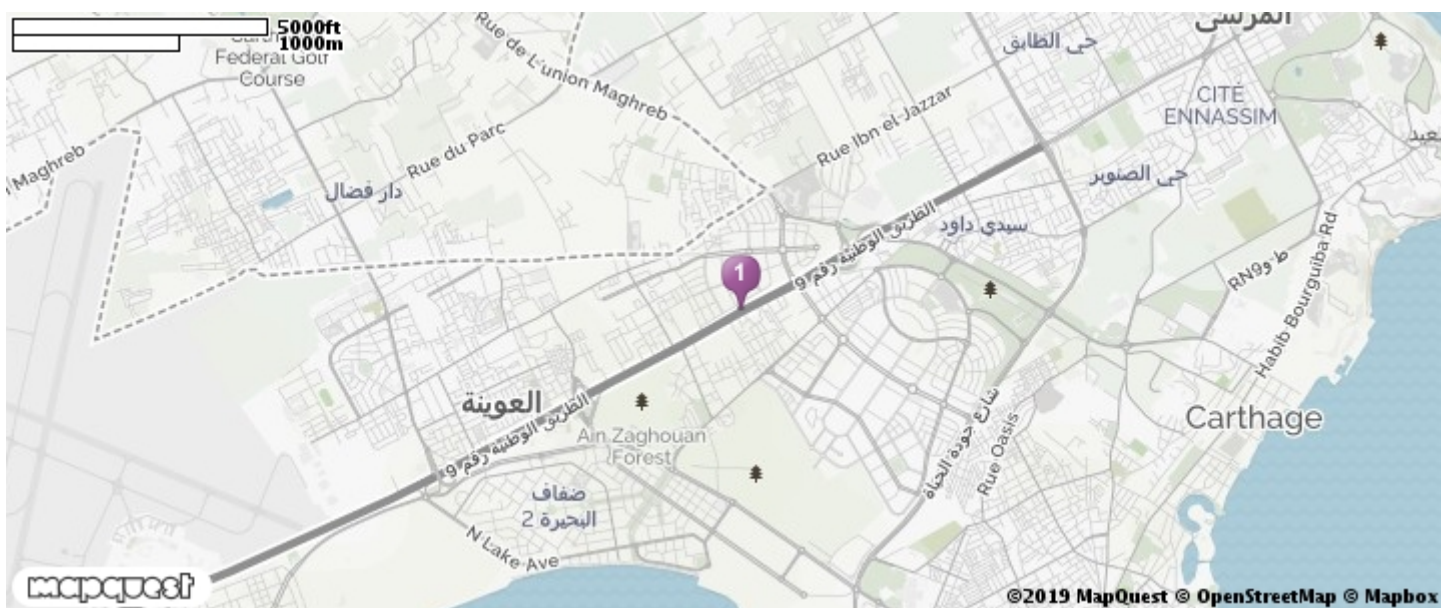 5000ft
1000m
Federal Golf
Course
Rue de L'union Maghreb
المرسى
حي الطابق
CITÉ
ENNASSIM
Rue Ibn el-Jazzar
Rue du Parc
Maghreb
دار فضال
حي الصنوبر
سيدي داود
الطريق الوطنية رقم 9
1
ط و RN9
Habib Bourguiba Rd
العوينة
الطريق الوطنية رقم 9
Ain Zaghouan
Forest
شارع جودة الحياة
Rue Oasis
Carthage
ضفاف
البحيرة 2
N Lake Ave
mapquest
©2019 MapQuest © OpenStreetMap © Mapbox